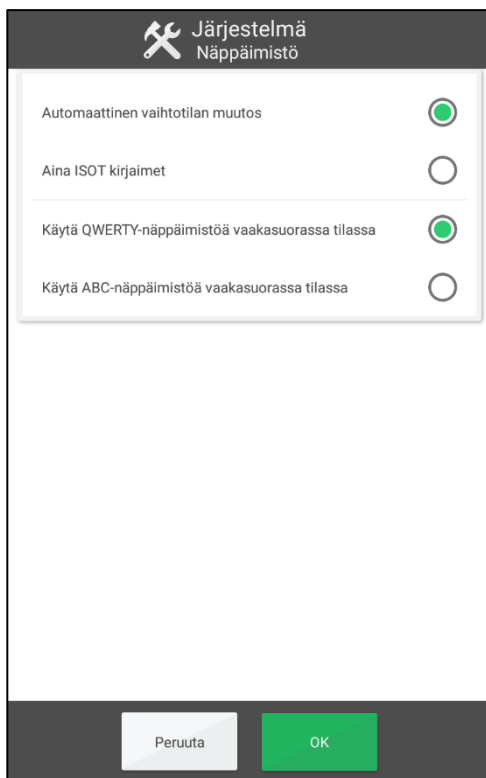 Järjestelmä
Näppäimistö
Automaattinen vaihtotilan muutos
Aina ISOT kirjaimet
Käytä QWERTY-näppäimistöä vaakasuorassa tilassa
Käytä ABC-näppäimistöä vaakasuorassa tilassa
Peruuta
OK